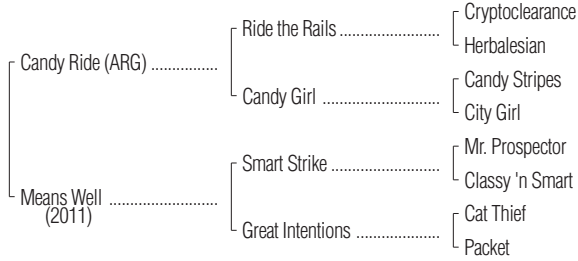 Cryptoclearance
Ride the Rails
Herbalesian
Candy Ride (ARG)
Candy Stripes
Candy Girl
City Girl
Mr. Prospector
Smart Strike
Classy 'n Smart
Means Well
(2011)
Cat Thief
Great Intentions
Packet